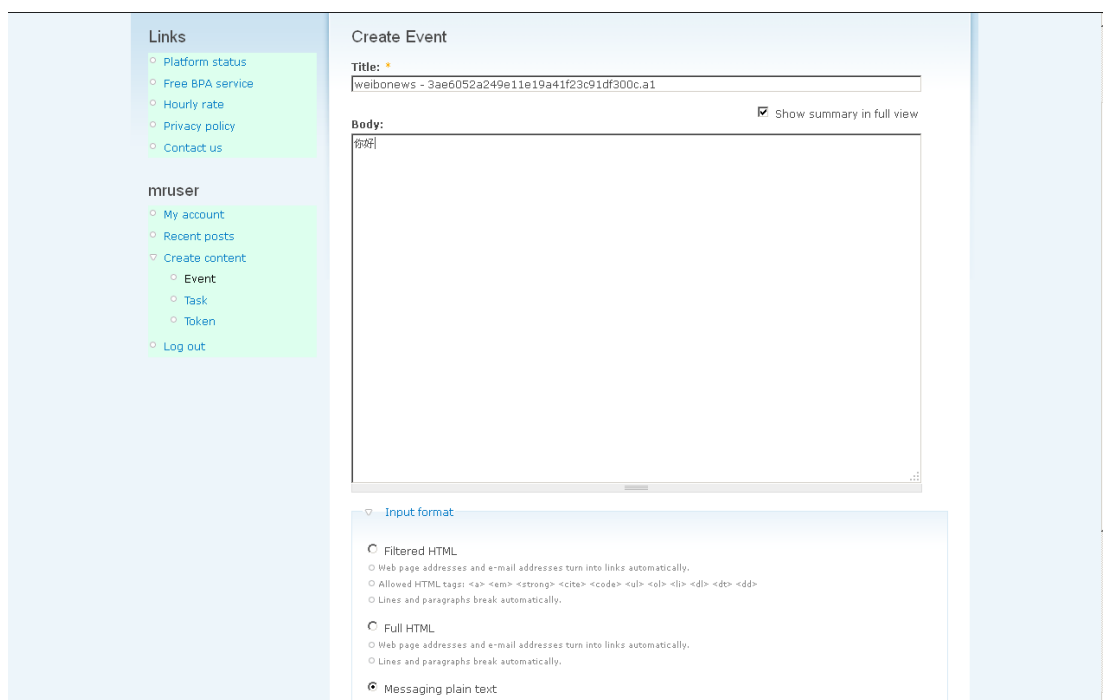 Links
Platform status
Free BPA service
Hourly rate
Privacy policy
Contact us
mruser
My account
Recent posts
Create content
Event
Task
Token
Log out
Create Event
Title: *
weibonews - 3ae6052a249e11e19a41f23c91df300c.a1
Show summary in full view
Body:
你好
Input format
Filtered HTML
Web page addresses and e-mail addresses turn into links automatically.
Allowed HTML tags: <a> <em> <strong> <cite> <code> <ul> <ol> <li> <dl> <dt> <dd>
Lines and paragraphs break automatically.
Full HTML
Web page addresses and e-mail addresses turn into links automatically.
Lines and paragraphs break automatically.
Messaging plain text